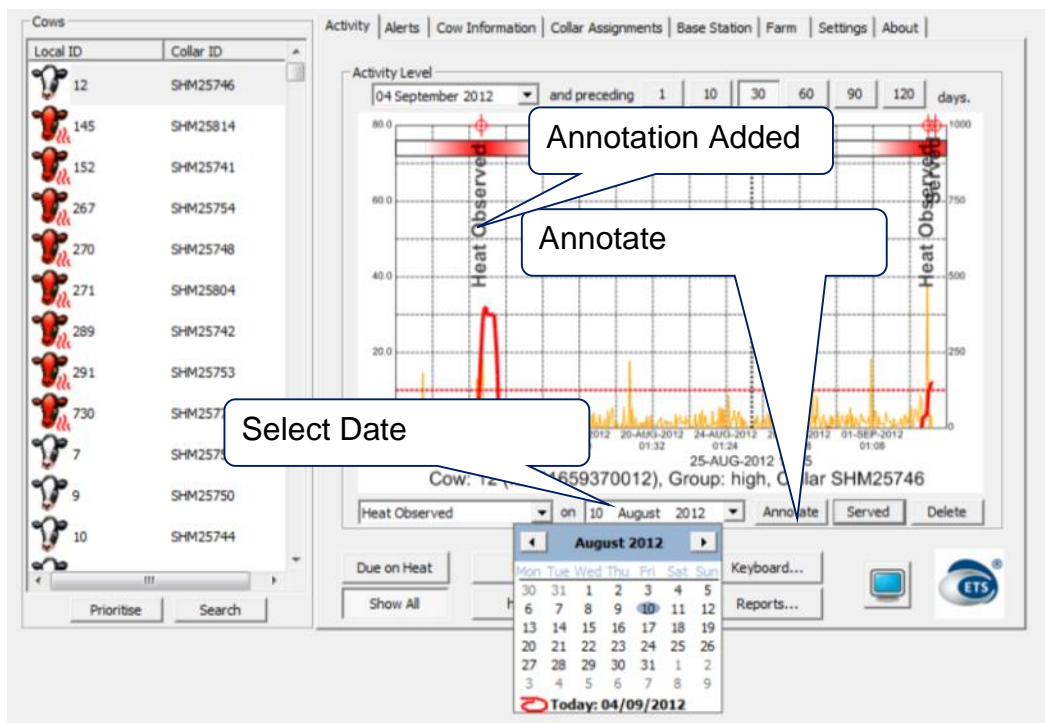 Cows
Activity Alerts Cow Information Collar Assignments Base Station Farm Settings About
Local ID Collar ID
12 SHM25746
145 SHM25814
152 SHM25741
267 SHM25754
270 SHM25748
271 SHM25804
289 SHM25742
291 SHM25753
730
7
9 SHM25750
10 SHM25744
Prioritise Search
Activity Level
04 September 2012 and preceding 1 10 30 60 90 120 days.
80.0 1000
Annotation Added
60.0 750
Heat Observed
Heat Observed
Served
Annotate
40.0 500
20.0 250
Select Date
0
2012 20-AUG-2012 24-AUG-2012 2012 01-SEP-2012
01:32 01:24 01:08
25-AUG-2012
Cow: 12 1659370012), Group: high, SHM25746
Heat Observed on 10 August 2012 Annotate Served Delete
August 2012
Due on Heat Keyboard...
Mon Tue Wed Thu Fri Sat Sun
30 31 1 2 3 4 5
Show All Reports...
6 7 8 9 10 11 12
13 14 15 16 17 18 19
20 21 22 23 24 25 26
27 28 29 30 31 1 2
3 4 5 6 7 8 9
Today: 04/09/2012
ETS